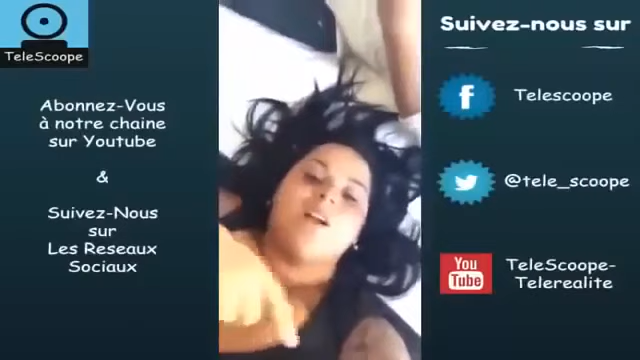 TeleScoope
Abonnez-Vous
à notre chaine
sur Youtube
&
Suivez-Nous
sur
Les Reseaux
Sociaux
Suivez-nous sur
f
Telescoope
@tele_scoope
You
Tube
TeleScoope-
Telerealite